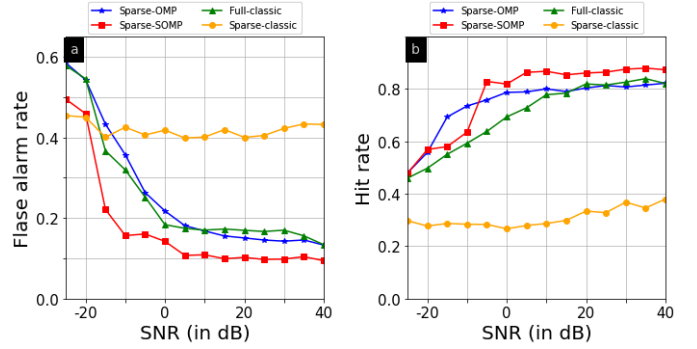 Sparse-OMP Full-classic
Sparse-SOMP Sparse-classic
a
0.6
0.4
0.2
0.0
Flase alarm rate
-20 0 20 40
SNR (in dB)
Sparse-OMP Full-classic
Sparse-SOMP Sparse-classic
b
0.8
0.6
0.4
0.2
0.0
Hit rate
-20 0 20 40
SNR (in dB)